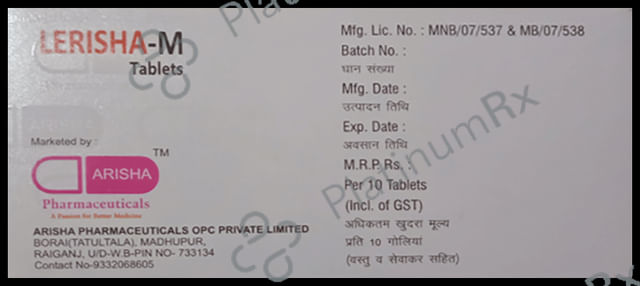 LERISHA-M
Tablets
Marketed by :
ARISHA
TM
Pharmaceuticals
A Passion for Better Medicine
ARISHA PHARMACEUTICALS OPC PRIVATE LIMITED
BORAI(TATULTALA), MADHUPUR,
RAIGANJ, U/D-W.B-PIN NO- 733134
Contact No-9332068605
Mfg. Lic. No. : MNB/07/537 & MB/07/538
Batch No. :
घान संख्या
Mfg. Date :
उत्पादन तिथि
Exp. Date :
अवसान तिथि
M.R.P. Rs. :
Per 10 Tablets
(Incl. of GST)
अधिकतम खुदरा मूल्य
प्रति 10 गोलियां
(वस्तु व सेवाकर सहित)
PlatinumRx